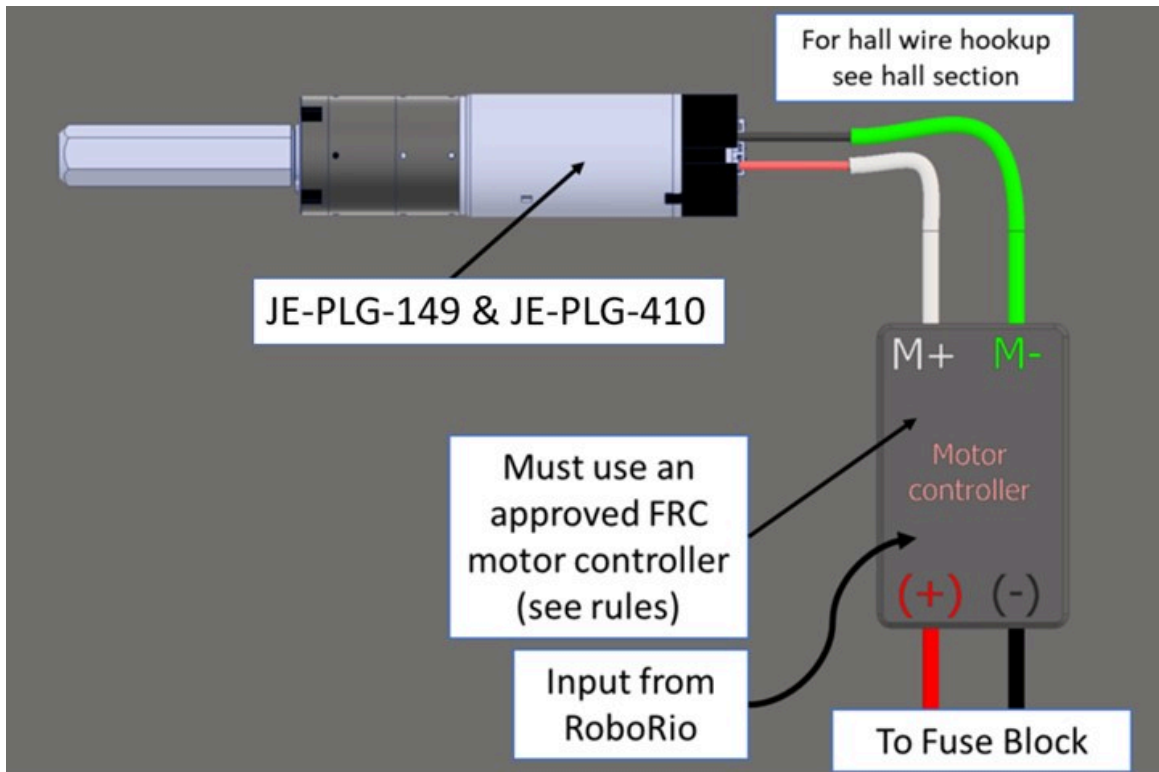 For hall wire hookup
see hall section
JE-PLG-149 & JE-PLG-410
M+ M-
Motor
controller
Must use an
approved FRC
motor controller
(see rules)
(+) (-)
Input from
RoboRio
To Fuse Block